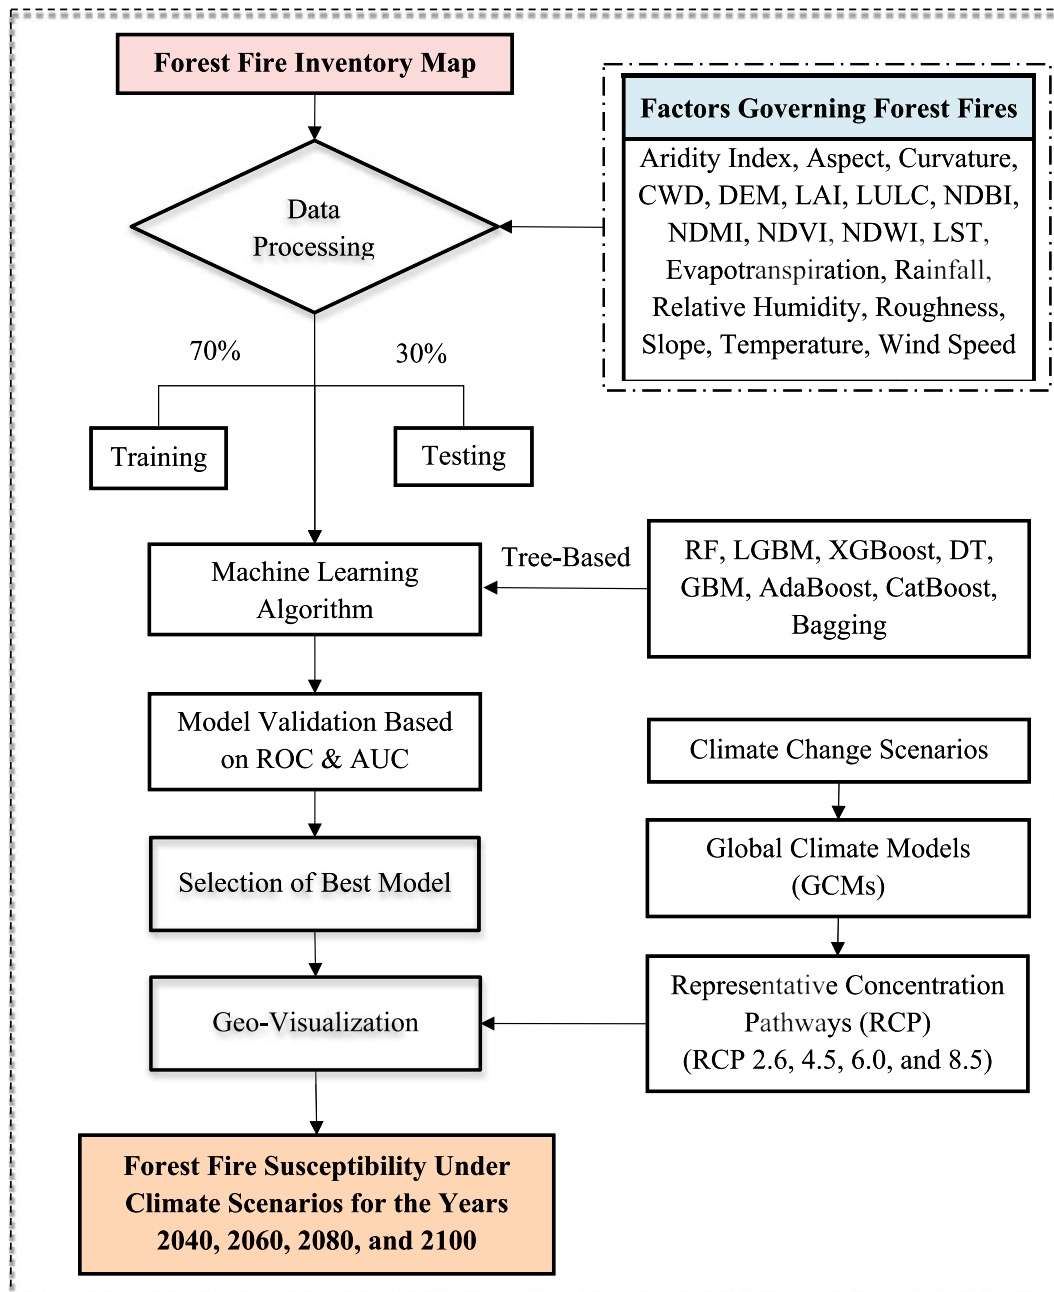 Forest Fire Inventory Map
Factors Governing Forest Fires
Aridity Index, Aspect, Curvature,
CWD, DEM, LAI, LULC, NDBI,
NDMI, NDVI, NDWI, LST,
Evapotranspiration, Rainfall,
Relative Humidity, Roughness,
Slope, Temperature, Wind Speed
Data
Processing
70%
30%
Training
Testing
Machine Learning
Algorithm
Tree-Based
RF, LGBM, XGBoost, DT,
GBM, AdaBoost, CatBoost,
Bagging
Model Validation Based
on ROC & AUC
Selection of Best Model
Climate Change Scenarios
Global Climate Models
(GCMs)
Representative Concentration
Pathways (RCP)
(RCP 2.6, 4.5, 6.0, and 8.5)
Geo-Visualization
Forest Fire Susceptibility Under
Climate Scenarios for the Years
2040, 2060, 2080, and 2100